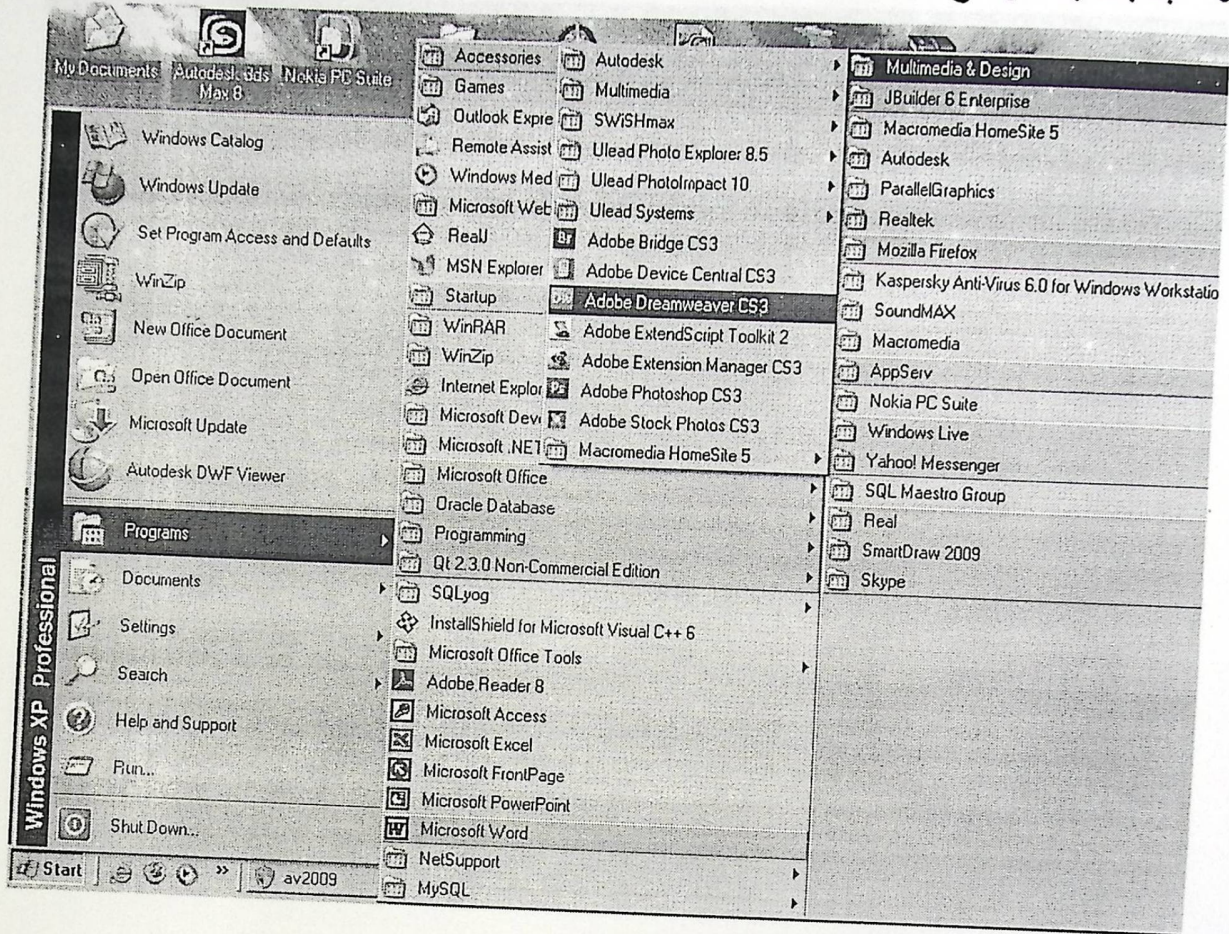 My Documents
Autodesk 3ds Max 8
Nokia PC Suite
Windows Catalog
Windows Update
Set Program Access and Defaults
WinZip
New Office Document
Open Office Document
Microsoft Update
Autodesk DWF Viewer
Programs
Documents
Settings
Search
Help and Support
Run...
Shut Down...
Windows XP Professional
Start
av2009
Accessories
Games
Outlook Expre
Remote Assist
Windows Med
Microsoft Web
MSN Explorer
Startup
WinRAR
WinZip
Internet Explor
Microsoft Deve
Microsoft .NET
Microsoft Office
Oracle Database
Programming
Qt 2.3.0 Non-Commercial Edition
SQLyog
InstallShield for Microsoft Visual C++ 6
Microsoft Office Tools
Adobe Reader 8
Microsoft Access
Microsoft Excel
Microsoft FrontPage
Microsoft PowerPoint
Microsoft Word
NetSupport
MySQL
Autodesk
Multimedia
SWiSHmax
Ulead Photo Explorer 8.5
Ulead PhotoImpact 10
Ulead Systems
Adobe Bridge CS3
Adobe Device Central CS3
Adobe Dreamweaver CS3
Adobe ExtendScript Toolkit 2
Adobe Extension Manager CS3
Adobe Photoshop CS3
Adobe Stock Photos CS3
Macromedia HomeSite 5
Multimedia & Design
JBuilder 6 Enterprise
Macromedia HomeSite 5
Autodesk
ParallelGraphics
Realtek
Mozilla Firefox
Kaspersky Anti-Virus 6.0 for Windows Workstatio
SoundMAX
Macromedia
AppServ
Nokia PC Suite
Windows Live
Yahoo! Messenger
SQL Maestro Group
Real
SmartDraw 2009
Skype